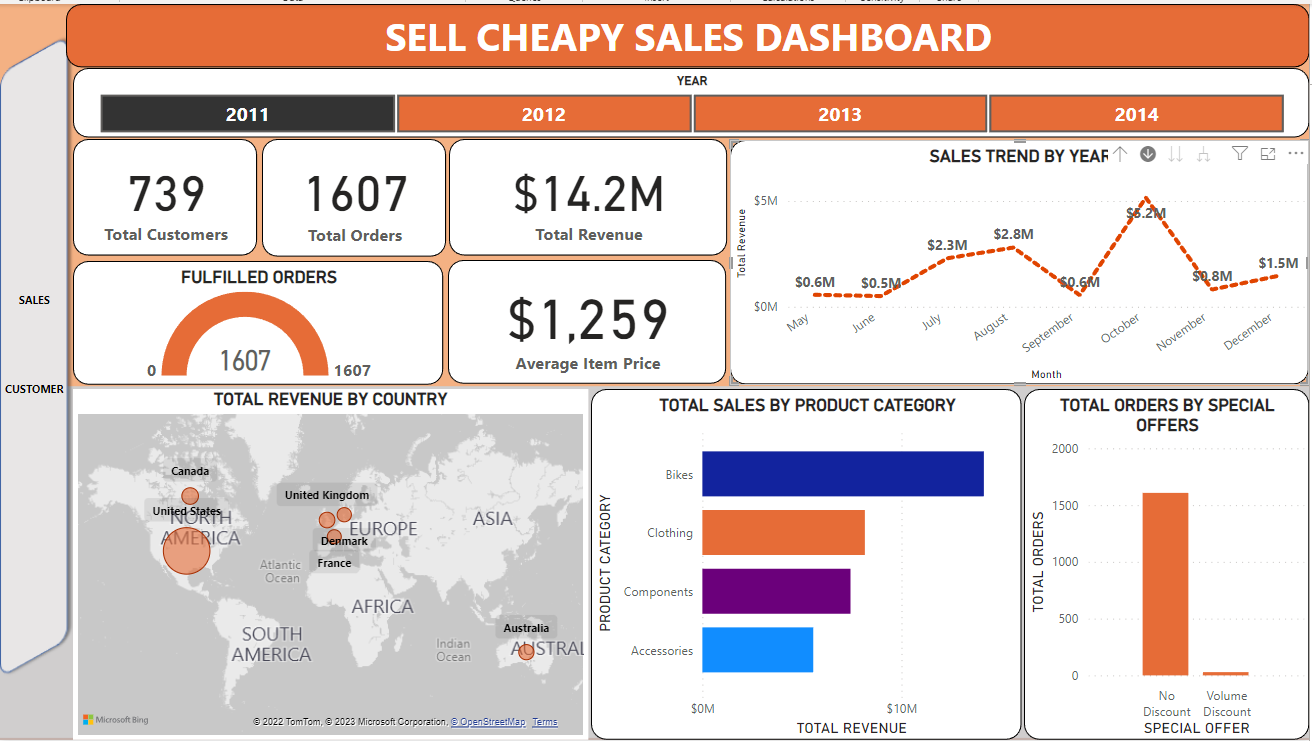 SELL CHEAPY SALES DASHBOARD
YEAR
2011
2012
2013
2014
739
Total Customers
1607
Total Orders
$14.2M
Total Revenue
FULFILLED ORDERS
0
1607
1607
$1,259
Average Item Price
SALES TREND BY YEAR
Total Revenue
$5M
$0M
$0.6M
$0.5M
$2.3M
$2.8M
$0.6M
$5.2M
$0.8M
$1.5M
May
June
July
August
September
October
November
December
Month
SALES
CUSTOMER
TOTAL REVENUE BY COUNTRY
Canada
United States
NORTH
AMERICA
United Kingdom
EUROPE
ASIA
Denmark
France
Atlantic
Ocean
AFRICA
SOUTH
AMERICA
Indian
Ocean
Australia
AUSTRAL
Microsoft Bing
© 2022 TomTom, © 2023 Microsoft Corporation, © OpenStreetMap Terms
TOTAL SALES BY PRODUCT CATEGORY
PRODUCT CATEGORY
Bikes
Clothing
Components
Accessories
$0M
$10M
TOTAL REVENUE
TOTAL ORDERS BY SPECIAL
OFFERS
TOTAL ORDERS
2000
1500
1000
500
0
No
Discount
Volume
Discount
SPECIAL OFFER